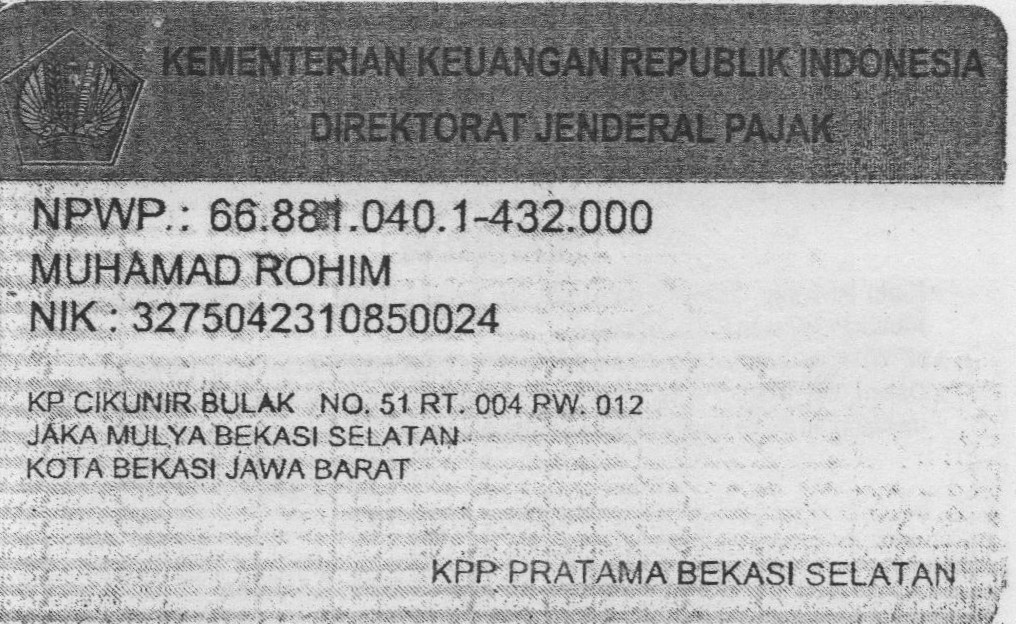 KEMENTERIAN KEUANGAN REPUBLIK INDONESIA
DIREKTORAT JENDERAL PAJAK
NPWP : 66.881.040.1-432.000
MUHAMAD ROHIM
NIK : 3275042310850024
KP CIKUNIR BULAK NO. 51 RT. 004 RW. 012
JAKA MULYA BEKASI SELATAN
KOTA BEKASI JAWA BARAT
KPP PRATAMA BEKASI SELATAN